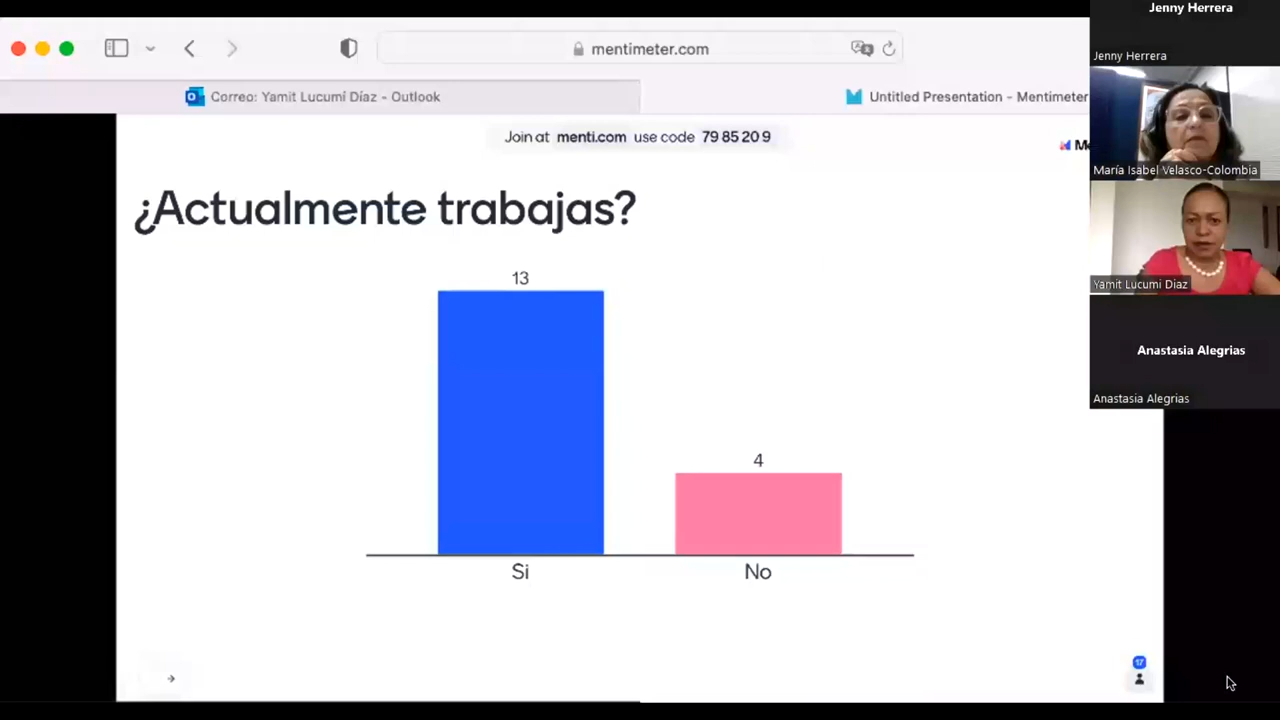 Jenny Herrera
Jenny Herrera
mentimeter.com
Correo: Yamit Lucumí Díaz - Outlook
Untitled Presentation - Mentimeter
Join at menti.com use code 79 85 20 9
María Isabel Velasco-Colombia
¿Actualmente trabajas?
Yamit Lucumi Diaz
13
Anastasia Alegrias
Anastasia Alegrias
4
Si
No
17